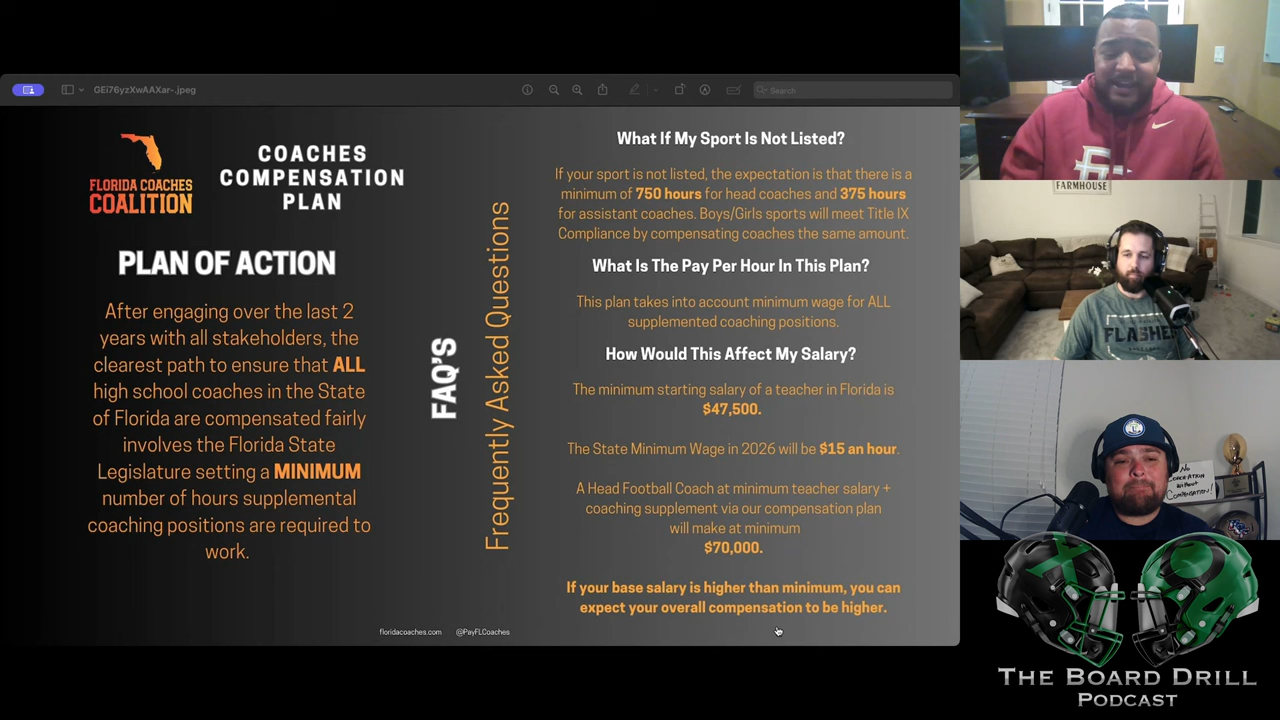 GEi76yzXwAAXar-.jpeg
Search
FLORIDA COACHES
COALITION
COACHES
COMPENSATION
PLAN
PLAN OF ACTION
After engaging over the last 2
years with all stakeholders, the
clearest path to ensure that ALL
high school coaches in the State
of Florida are compensated fairly
involves the Florida State
Legislature setting a MINIMUM
number of hours supplemental
coaching positions are required to
work.
FAQ'S
Frequently Asked Questions
What If My Sport Is Not Listed?
If your sport is not listed, the expectation is that there is a
minimum of 750 hours for head coaches and 375 hours
for assistant coaches. Boys/Girls sports will meet Title IX
Compliance by compensating coaches the same amount.
What Is The Pay Per Hour In This Plan?
This plan takes into account minimum wage for ALL
supplemented coaching positions.
How Would This Affect My Salary?
The minimum starting salary of a teacher in Florida is
$47,500.
The State Minimum Wage in 2026 will be $15 an hour.
A Head Football Coach at minimum teacher salary +
coaching supplement via our compensation plan
will make at minimum
$70,000.
If your base salary is higher than minimum, you can
expect your overall compensation to be higher.
floridacoaches.com @PayFLCoaches
FARMHOUSE
FLASHE
No
Without
Compensation!
THE BOARD DRILL
PODCAST